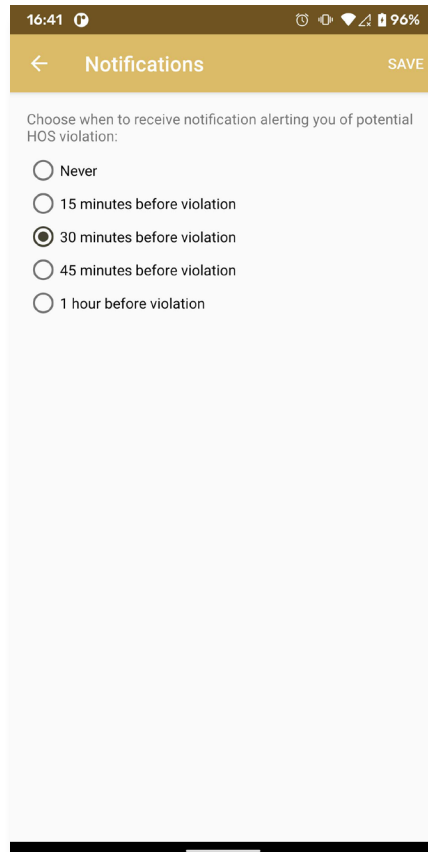 16:41 96%
Notifications SAVE
Choose when to receive notification alerting you of potential
HOS violation:
Never
15 minutes before violation
30 minutes before violation
45 minutes before violation
1 hour before violation